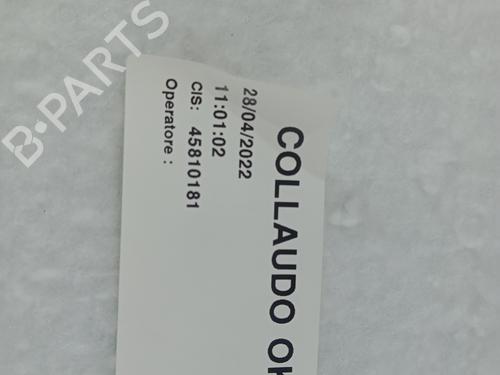 COLLAUDO OK
28/04/2022
11:01:02
CIS: 45810181
Operatore :
B-PARTS